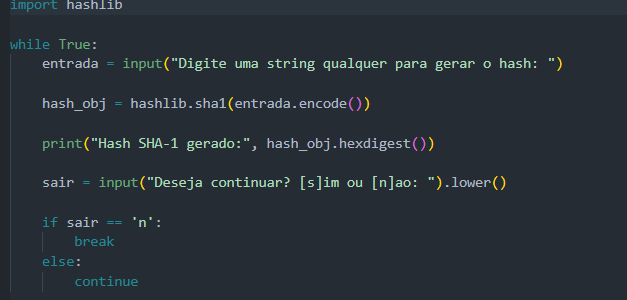 import hashlib
while True:
entrada = input("Digite uma string qualquer para gerar o hash: ")
hash_obj = hashlib.sha1(entrada.encode())
print("Hash SHA-1 gerado:", hash_obj.hexdigest())
sair = input("Deseja continuar? [s]im ou [n]ao: ").lower()
if sair == 'n':
break
else:
continue